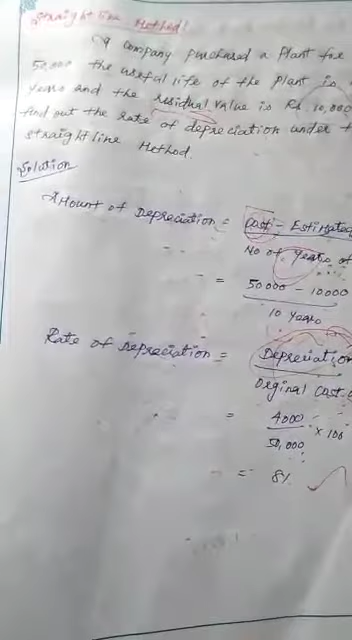 Straight line Method:
A Company purchased a Plant for
50,000 the useful life of the Plant is
years and the residual value is Rs. 10,000
find out the Rate of depreciation under
straight line Method.
Solution
Amount of Depreciation = Cost - Estimated
No of Years of
= 50000 - 10000
10 years
Rate of Depreciation = Depreciation
Orginal Cost
= 4000 × 100
50,000
= 8%